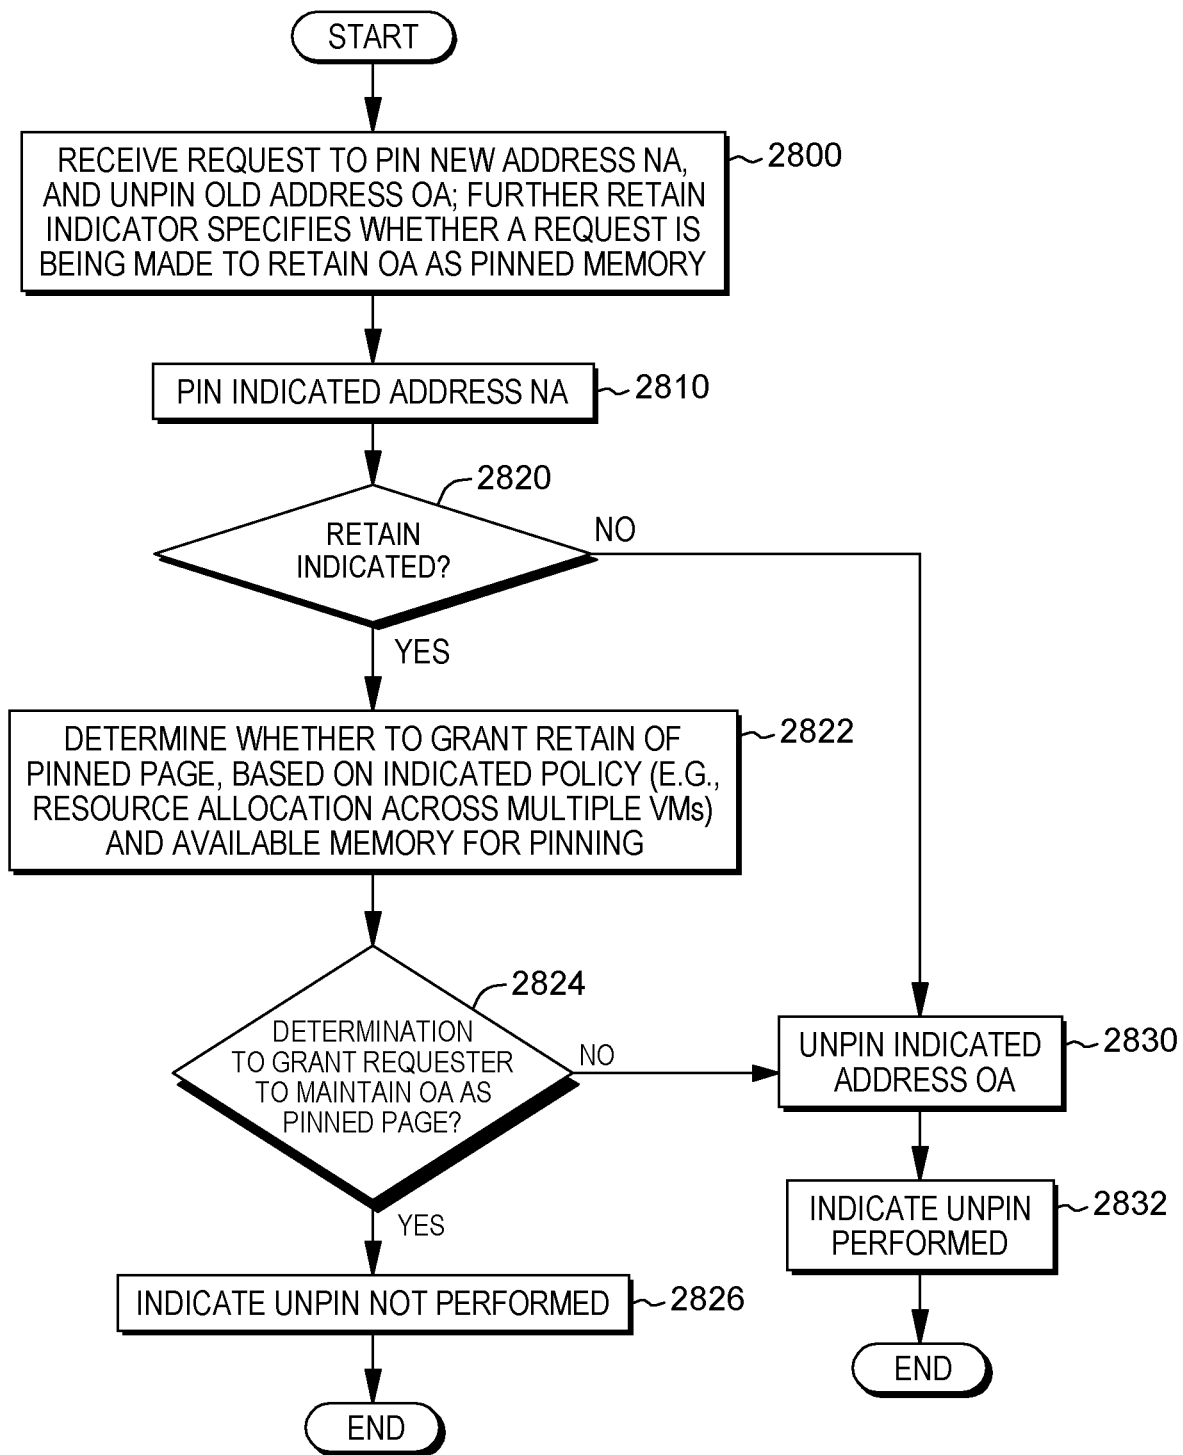 START
RECEIVE REQUEST TO PIN NEW ADDRESS NA,
AND UNPIN OLD ADDRESS OA; FURTHER RETAIN
INDICATOR SPECIFIES WHETHER A REQUEST IS
BEING MADE TO RETAIN OA AS PINNED MEMORY
2800
PIN INDICATED ADDRESS NA
2810
2820
RETAIN
INDICATED?
NO
YES
DETERMINE WHETHER TO GRANT RETAIN OF
PINNED PAGE, BASED ON INDICATED POLICY (E.G.,
RESOURCE ALLOCATION ACROSS MULTIPLE VMs)
AND AVAILABLE MEMORY FOR PINNING
2822
2824
DETERMINATION
TO GRANT REQUESTER
TO MAINTAIN OA AS
PINNED PAGE?
NO
YES
UNPIN INDICATED
ADDRESS OA
2830
INDICATE UNPIN
PERFORMED
2832
INDICATE UNPIN NOT PERFORMED
2826
END
END